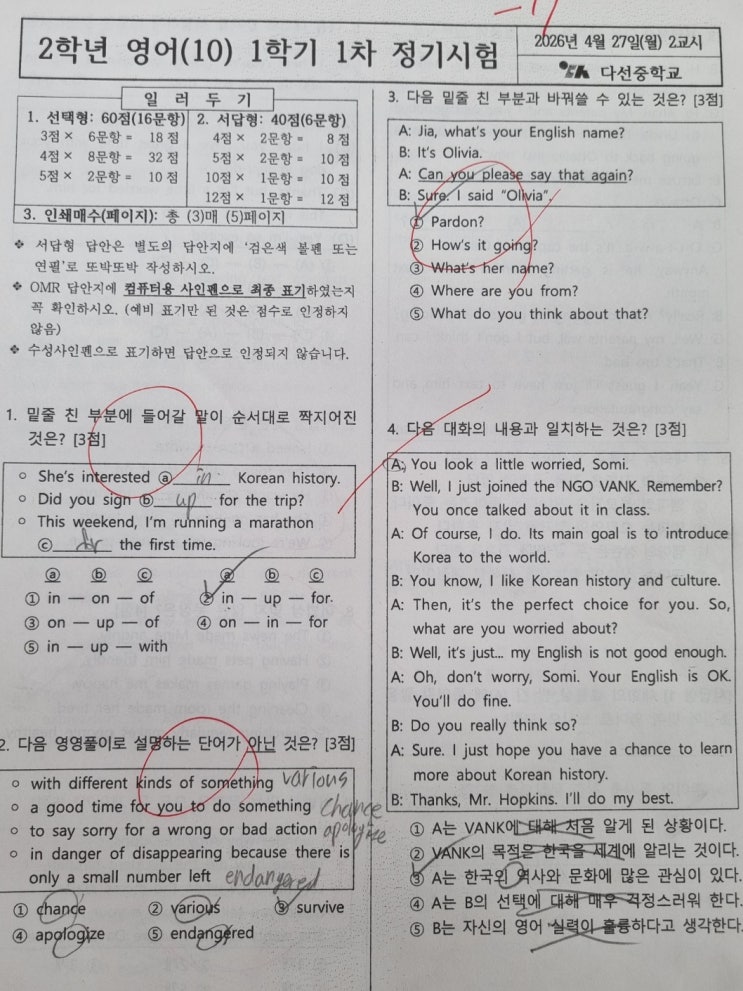 2학년 영어(10) 1학기 1차 정기시험
2026년 4월 27일(월) 2교시
다선중학교
일 러 두 기
1. 선택형: 60점(16문항)
3점 × 6문항 = 18 점
4점 × 8문항 = 32 점
5점 × 2문항 = 10 점
2. 서답형: 40점(6문항)
4점 × 2문항 = 8 점
5점 × 2문항 = 10 점
10점 × 1문항 = 10 점
12점 × 1문항 = 12 점
3. 인쇄매수(페이지): 총 (3)매 (5)페이지
❖ 서답형 답안은 별도의 답안지에 '검은색 볼펜 또는
연필'로 또박또박 작성하시오.
❖ OMR 답안지에 컴퓨터용 사인펜으로 최종 표기하였는지
꼭 확인하시오. (예비 표기만 된 것은 점수로 인정하지
않음)
❖ 수성사인펜으로 표기하면 답안으로 인정되지 않습니다.
1. 밑줄 친 부분에 들어갈 말이 순서대로 짝지어진
것은? [3점]
○ She's interested ⓐ in Korean history.
○ Did you sign ⓑ up for the trip?
○ This weekend, I'm running a marathon
ⓒ for the first time.
ⓐ ⓑ ⓒ ⓐ ⓑ ⓒ
① in — on — of ② in — up — for
③ on — up — of ④ on — in — for
⑤ in — up — with
2. 다음 영영풀이로 설명하는 단어가 아닌 것은? [3점]
○ with different kinds of something various
○ a good time for you to do something chance
○ to say sorry for a wrong or bad action apologize
○ in danger of disappearing because there is
only a small number left endangered
① chance ② various ③ survive
④ apologize ⑤ endangered
3. 다음 밑줄 친 부분과 바꿔쓸 수 있는 것은? [3점]
A: Jia, what's your English name?
B: It's Olivia.
A: Can you please say that again?
B: Sure. I said "Olivia".
① Pardon?
② How's it going?
③ What's her name?
④ Where are you from?
⑤ What do you think about that?
4. 다음 대화의 내용과 일치하는 것은? [3점]
A: You look a little worried, Somi.
B: Well, I just joined the NGO VANK. Remember?
You once talked about it in class.
A: Of course, I do. Its main goal is to introduce
Korea to the world.
B: You know, I like Korean history and culture.
A: Then, it's the perfect choice for you. So,
what are you worried about?
B: Well, it's just... my English is not good enough.
A: Oh, don't worry, Somi. Your English is OK.
You'll do fine.
B: Do you really think so?
A: Sure. I just hope you have a chance to learn
more about Korean history.
B: Thanks, Mr. Hopkins. I'll do my best.
① A는 VANK에 대해 처음 알게 된 상황이다.
② VANK의 목적은 한국을 세계에 알리는 것이다.
③ A는 한국의 역사와 문화에 많은 관심이 있다.
④ A는 B의 선택에 대해 매우 걱정스러워 한다.
⑤ B는 자신의 영어 실력이 훌륭하다고 생각한다.